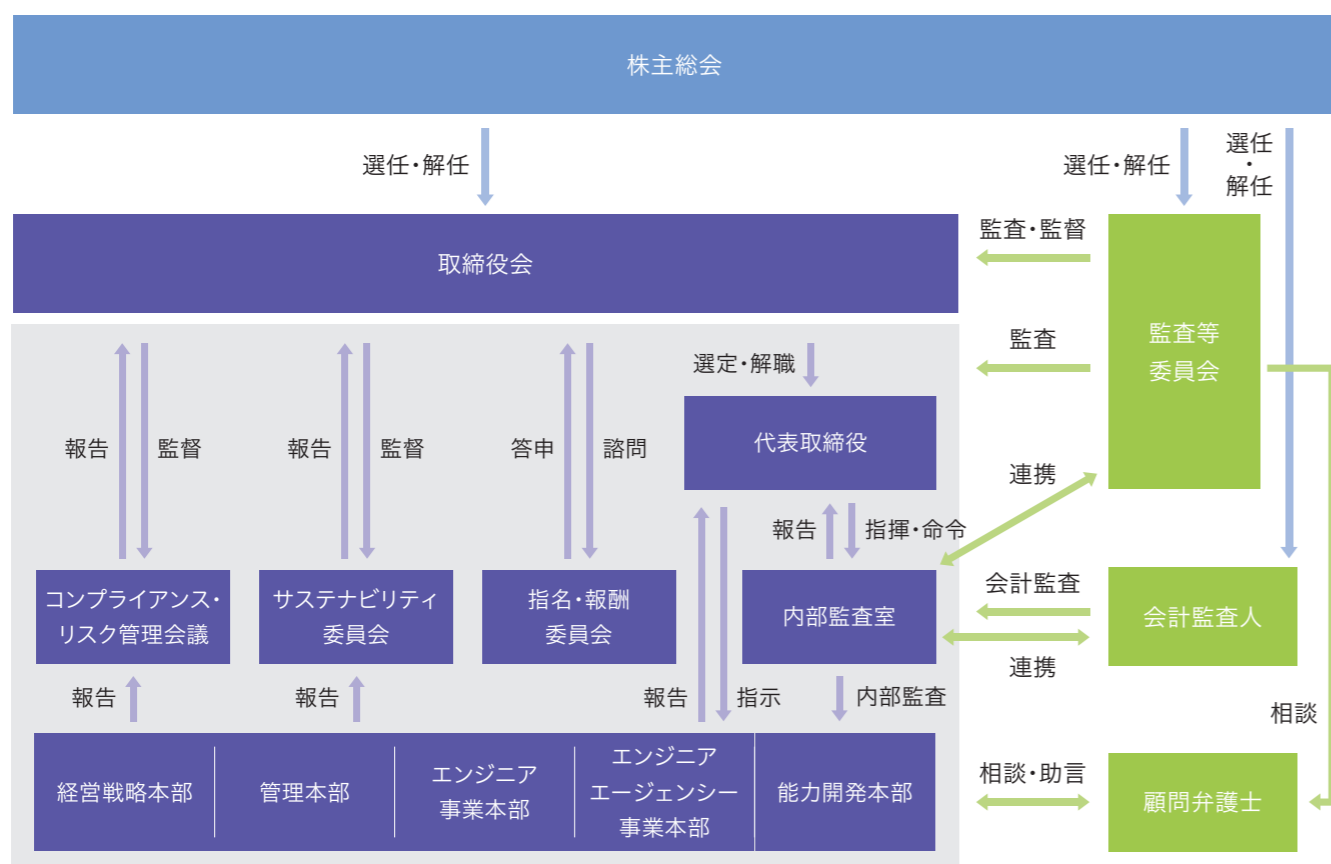 株主総会
選任・解任
選任・解任
選任
・
解任
取締役会
監査・監督
監査等
委員会
監査
選定・解職
代表取締役
報告
監督
報告
監督
答申
諮問
連携
報告
指揮・命令
コンプライアンス・
リスク管理会議
サステナビリティ
委員会
指名・報酬
委員会
内部監査室
会計監査
会計監査人
連携
報告
報告
報告
指示
内部監査
相談
経営戦略本部
管理本部
エンジニア
事業本部
エンジニア
エージェンシー
事業本部
能力開発本部
相談・助言
顧問弁護士